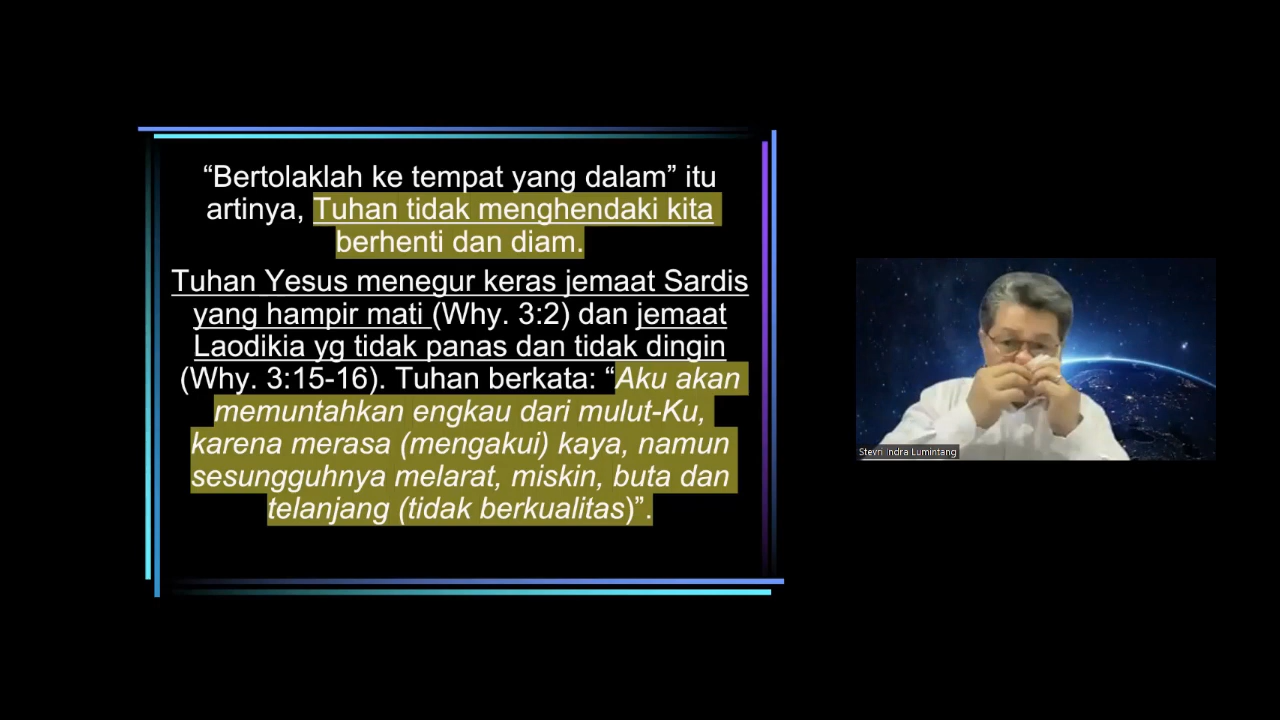 “Bertolaklah ke tempat yang dalam” itu
artinya, Tuhan tidak menghendaki kita
berhenti dan diam.
Tuhan Yesus menegur keras jemaat Sardis
yang hampir mati (Why. 3:2) dan jemaat
Laodikia yg tidak panas dan tidak dingin
(Why. 3:15-16). Tuhan berkata: “Aku akan
memuntahkan engkau dari mulut-Ku,
karena merasa (mengakui) kaya, namun
sesungguhnya melarat, miskin, buta dan
telanjang (tidak berkualitas)”.
Stevri Indra Lumintang